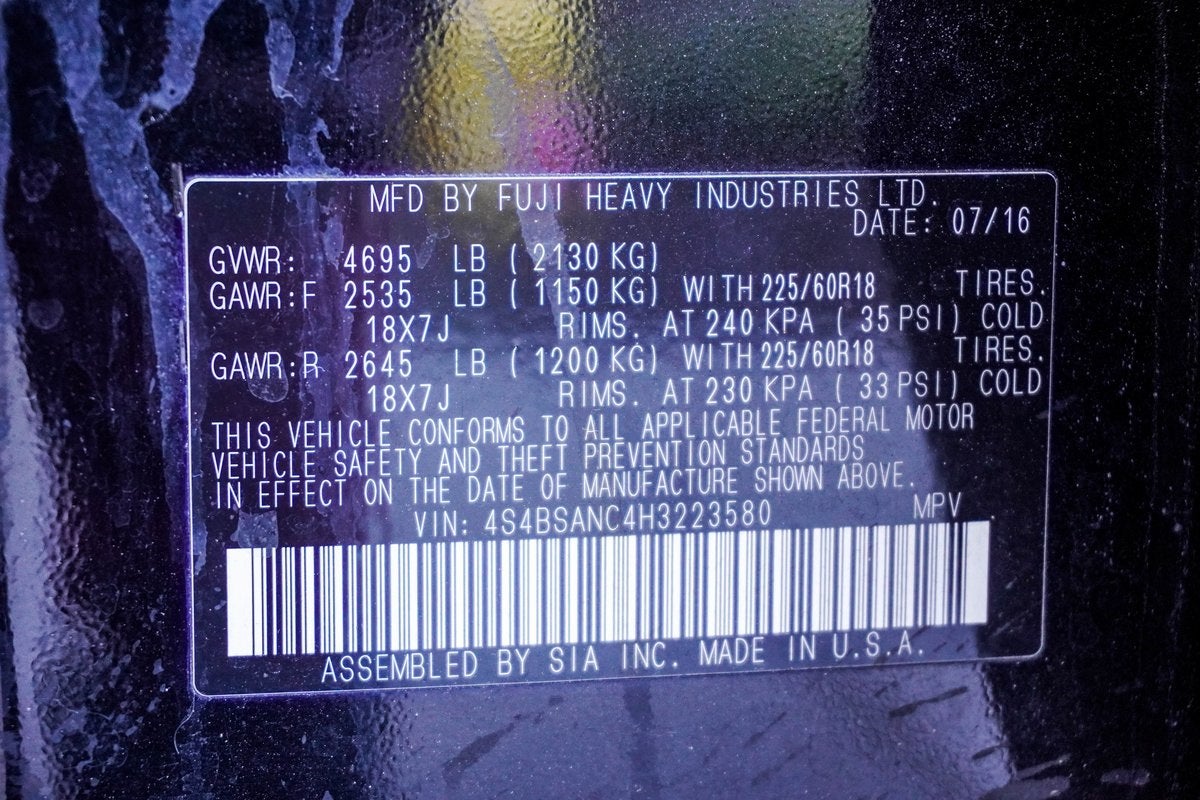 MFD BY FUJI HEAVY INDUSTRIES LTD.
DATE: 07/16
GVWR: 4695 LB ( 2130 KG)
GAWR:F 2535 LB ( 1150 KG) WITH 225/60R18 TIRES.
18X7J RIMS. AT 240 KPA ( 35 PSI) COLD
GAWR:R 2645 LB ( 1200 KG) WITH 225/60R18 TIRES.
18X7J RIMS. AT 230 KPA ( 33 PSI) COLD
THIS VEHICLE CONFORMS TO ALL APPLICABLE FEDERAL MOTOR
VEHICLE SAFETY AND THEFT PREVENTION STANDARDS
IN EFFECT ON THE DATE OF MANUFACTURE SHOWN ABOVE.
VIN: 4S4BSANC4H3223580 MPV
ASSEMBLED BY SIA INC. MADE IN U.S.A.